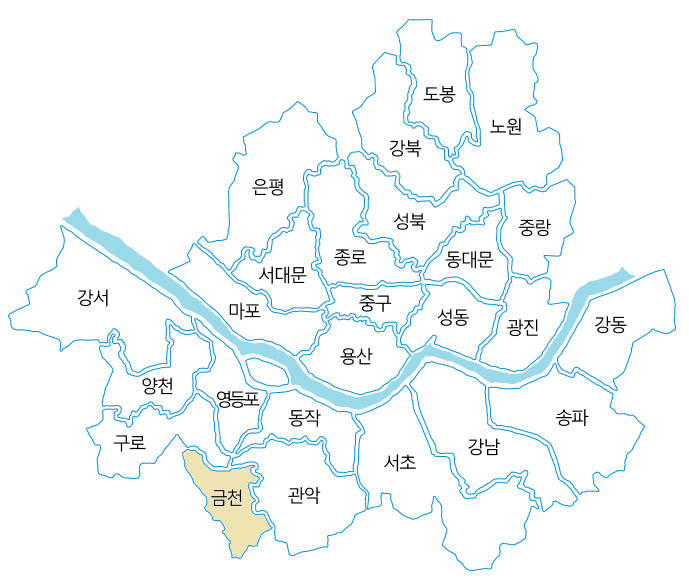 도봉
노원
강북
은평
성북
중랑
종로
동대문
서대문
강서
중구
마포
성동
광진
강동
용산
양천
영등포
동작
송파
구로
강남
서초
금천
관악